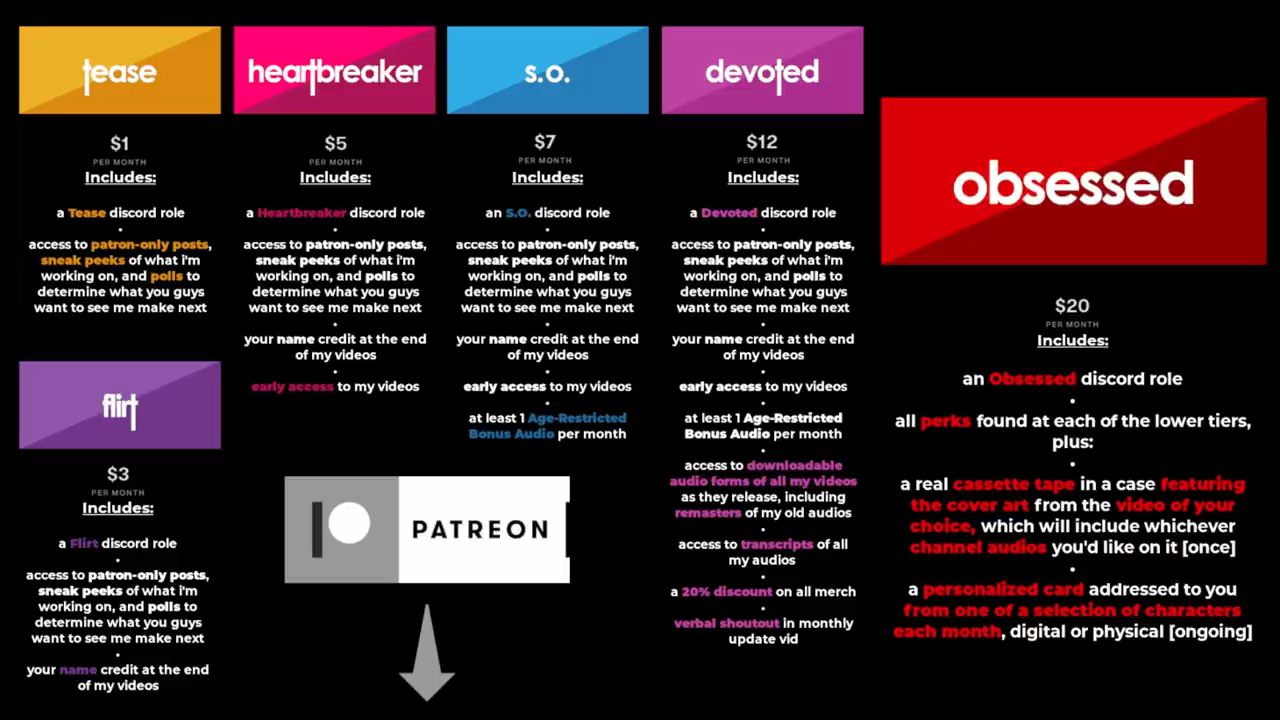 tease
$1
PER MONTH
Includes:
a Tease discord role
•
access to patron-only posts,
sneak peeks of what i'm
working on, and polls to
determine what you guys
want to see me make next
flirt
$3
PER MONTH
Includes:
a Flirt discord role
•
access to patron-only posts,
sneak peeks of what i'm
working on, and polls to
determine what you guys
want to see me make next
•
your name credit at the end
of my videos
heartbreaker
$5
PER MONTH
Includes:
a Heartbreaker discord role
•
access to patron-only posts,
sneak peeks of what i'm
working on, and polls to
determine what you guys
want to see me make next
•
your name credit at the end
of my videos
•
early access to my videos
s.o.
$7
PER MONTH
Includes:
an S.O. discord role
•
access to patron-only posts,
sneak peeks of what i'm
working on, and polls to
determine what you guys
want to see me make next
•
your name credit at the end
of my videos
•
early access to my videos
•
at least 1 Age-Restricted
Bonus Audio per month
PATREON
devoted
$12
PER MONTH
Includes:
a Devoted discord role
•
access to patron-only posts,
sneak peeks of what i'm
working on, and polls to
determine what you guys
want to see me make next
•
your name credit at the end
of my videos
•
early access to my videos
•
at least 1 Age-Restricted
Bonus Audio per month
•
access to downloadable
audio forms of all my videos
as they release, including
remasters of my old audios
•
access to transcripts of all
my audios
•
a 20% discount on all merch
•
verbal shoutout in monthly
update vid
obsessed
$20
PER MONTH
Includes:
an Obsessed discord role
•
all perks found at each of the lower tiers,
plus:
•
a real cassette tape in a case featuring
the cover art from the video of your
choice, which will include whichever
channel audios you'd like on it [once]
•
a personalized card addressed to you
from one of a selection of characters
each month, digital or physical [ongoing]